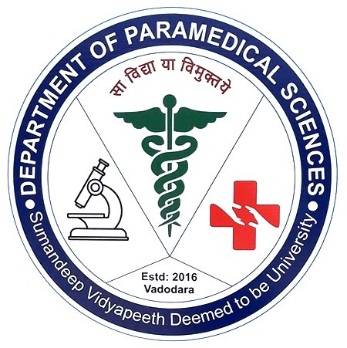 • DEPARTMENT OF PARAMEDICAL SCIENCES •
सा विद्या या विमुक्तये
Estd: 2016
Vadodara
Sumandeep Vidyapeeth Deemed to be University